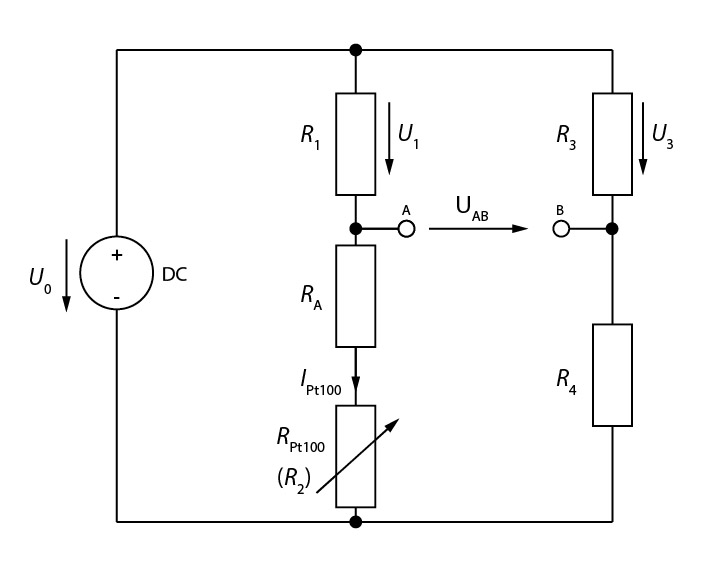 R1
U1
R3
U3
A
UAB
B
+
-
U0
DC
RA
IPt100
R4
RPt100
(R2)